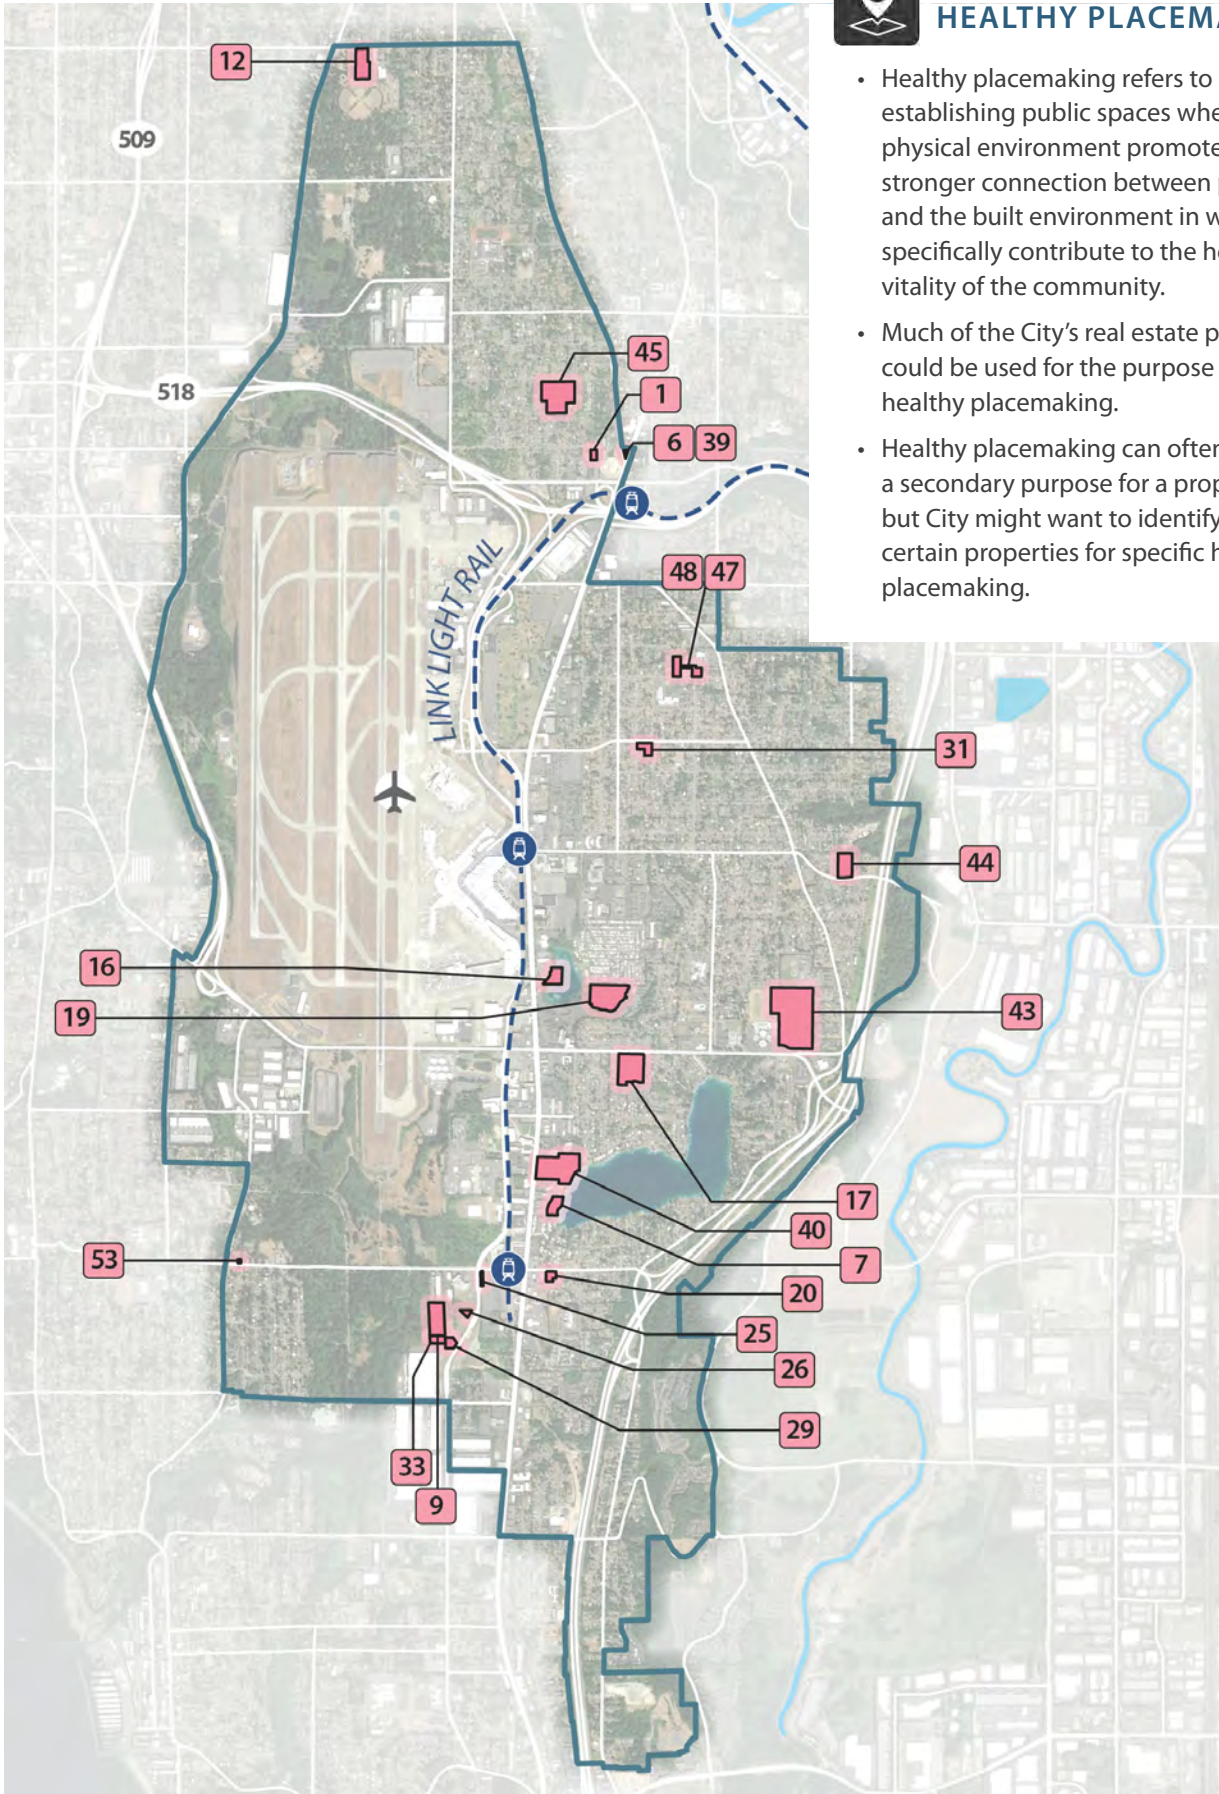 HEALTHY PLACEMA
• Healthy placemaking refers to
establishing public spaces whe
physical environment promote
stronger connection between
and the built environment in w
specifically contribute to the he
vitality of the community.
• Much of the City's real estate p
could be used for the purpose
healthy placemaking.
• Healthy placemaking can often
a secondary purpose for a prop
but City might want to identify
certain properties for specific h
placemaking.
12
509
45
518
1
6 39
LINK LIGHT RAIL
48 47
31
44
16
19
43
17
40
53
7
20
25
26
29
33
9